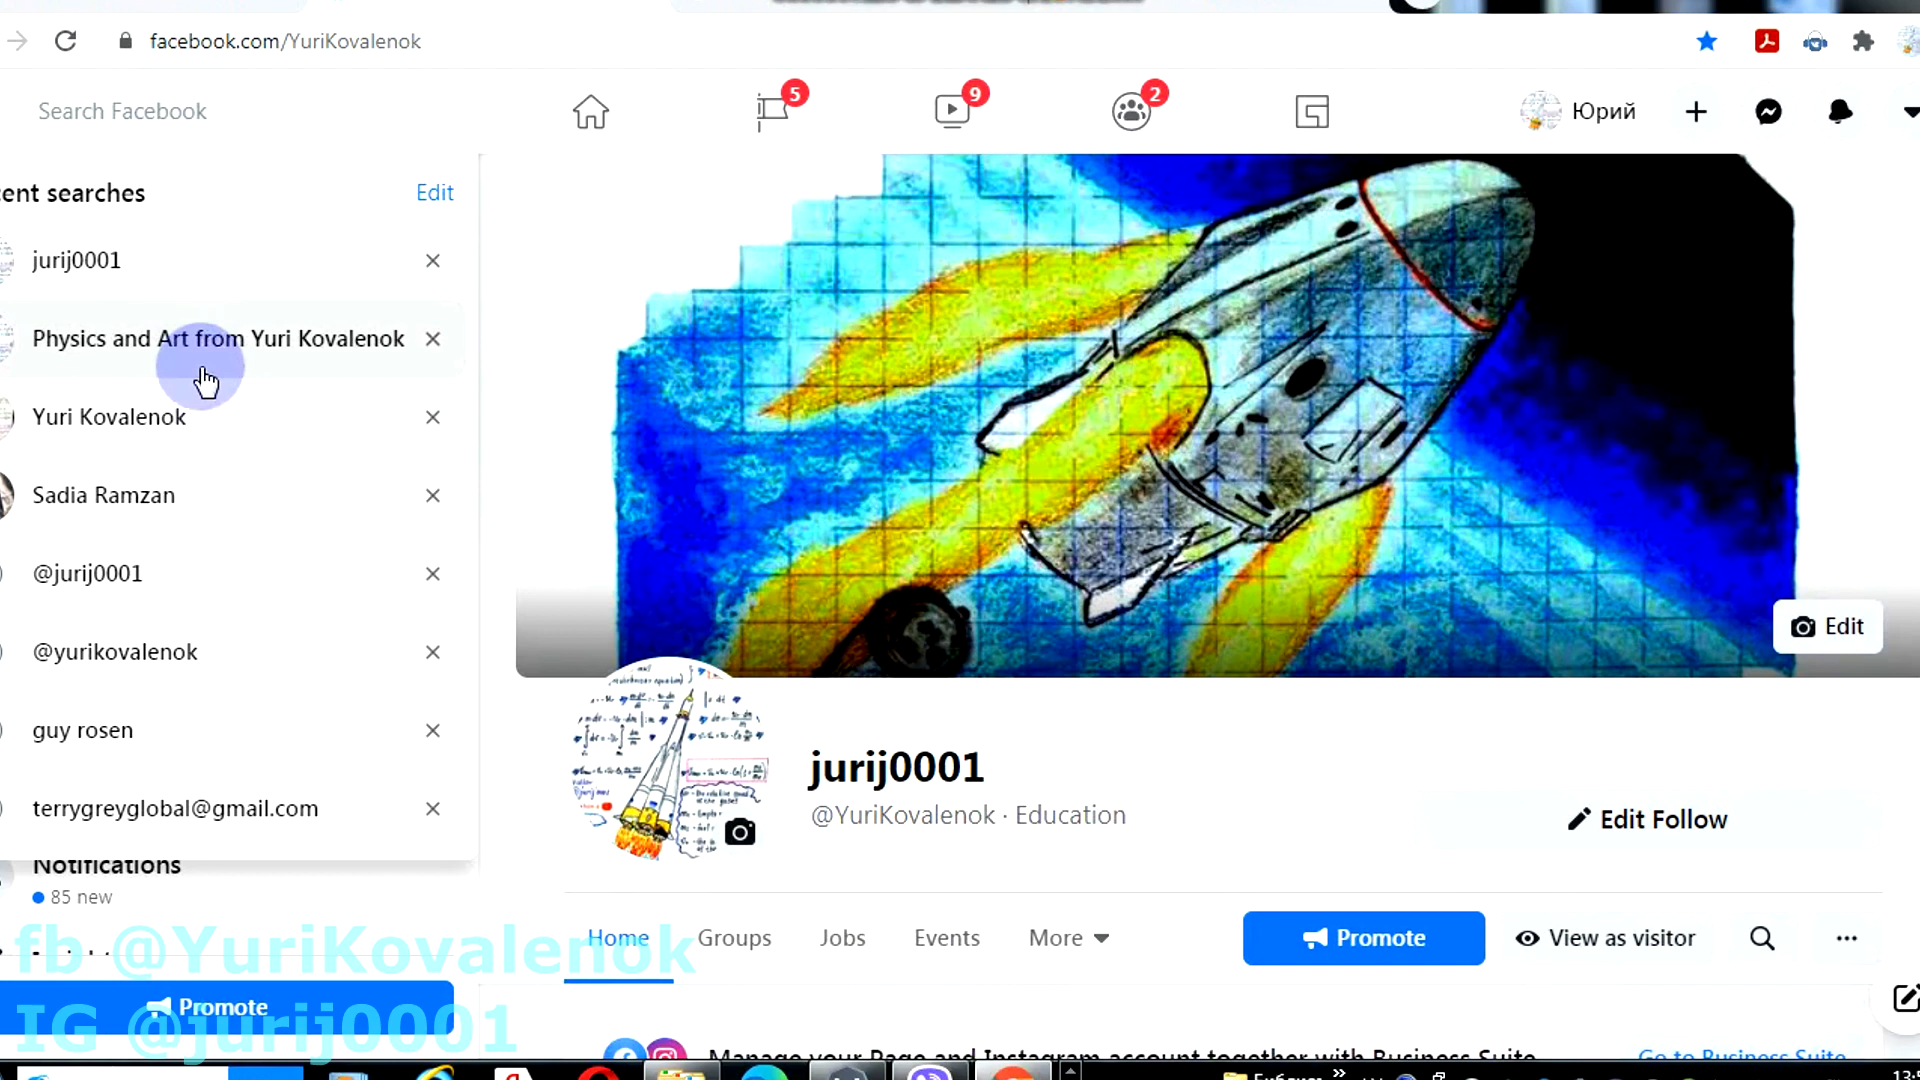 facebook.com/YuriKovalenok
Search Facebook
5
9
2
Юрий
cent searches
Edit
jurij0001
Physics and Art from Yuri Kovalenok
Yuri Kovalenok
Sadia Ramzan
@jurij0001
@yurikovalenok
guy rosen
terrygreyglobal@gmail.com
Notifications
85 new
Promote
fb @YuriKovalenok
IG @jurij0001
Edit
jurij0001
@YuriKovalenok · Education
Edit Follow
Home
Groups
Jobs
Events
More
Promote
View as visitor
Manage your Page and Instagram account together with Business Suite
Go to Business Suite